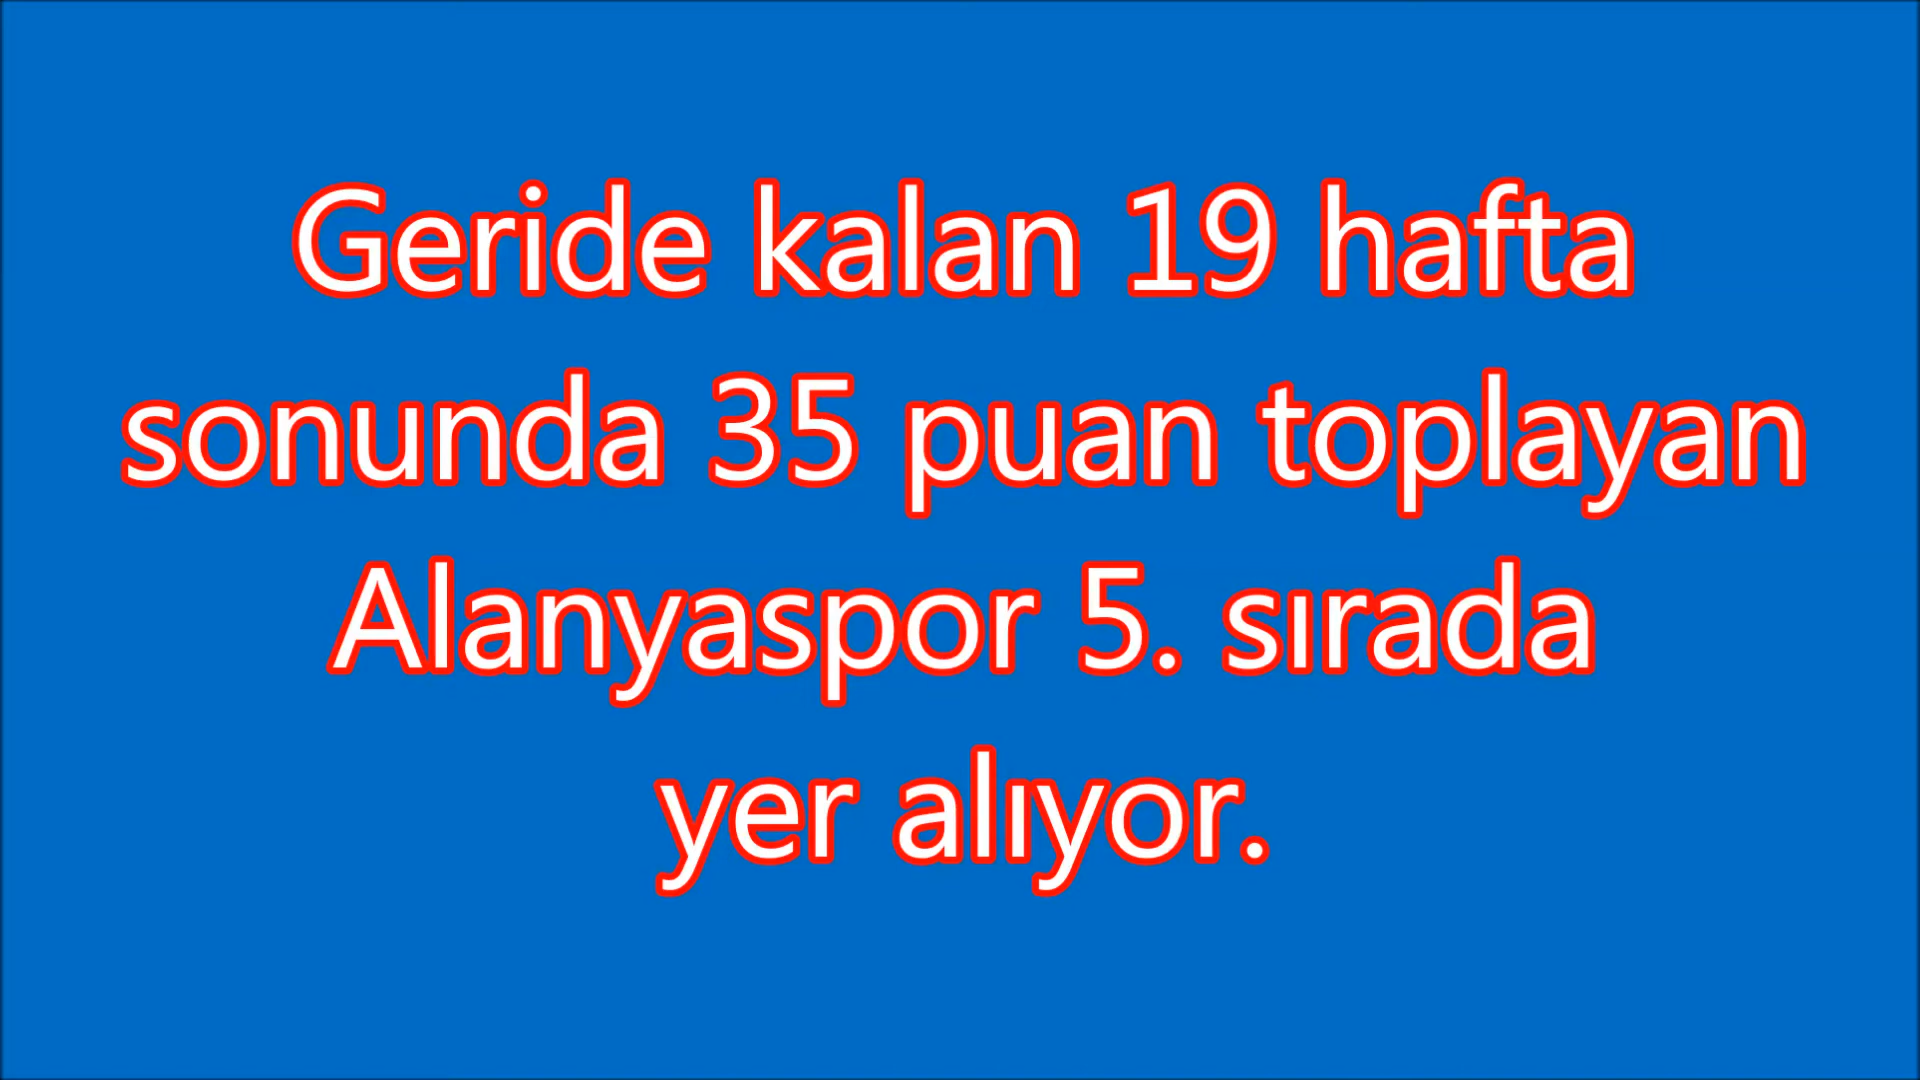 Geride kalan 19 hafta
sonunda 35 puan toplayan
Alanyaspor 5. sırada
yer alıyor.